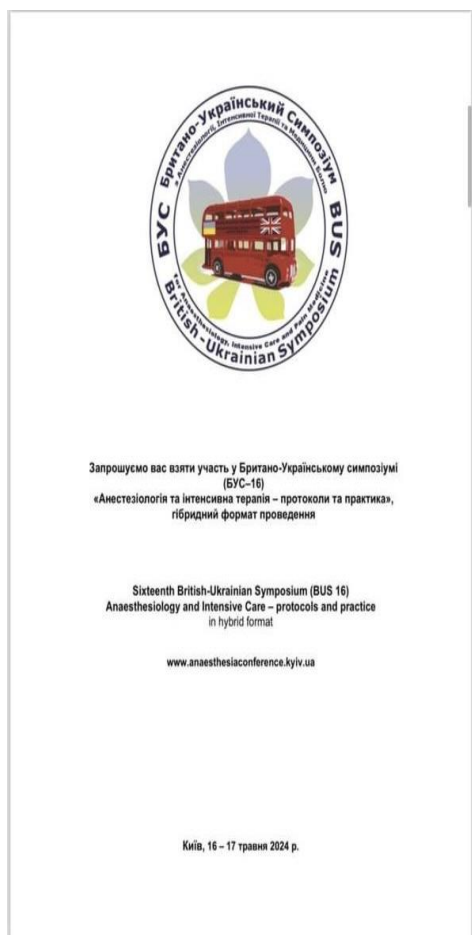 БУС Британо-Український Симпозіум BUS
з Анестезіології, Інтенсивної Терапії та Медицини Болю
for Anaesthesiology, Intensive Care and Pain Medicine
British-Ukrainian Symposium
Запрошуємо вас взяти участь у Британо-Українському симпозіумі
(БУС–16)
«Анестезіологія та інтенсивна терапія – протоколи та практика»,
гібридний формат проведення
Sixteenth British-Ukrainian Symposium (BUS 16)
Anaesthesiology and Intensive Care – protocols and practice
in hybrid format
www.anaesthesiaconference.kyiv.ua
Київ, 16 – 17 травня 2024 р.